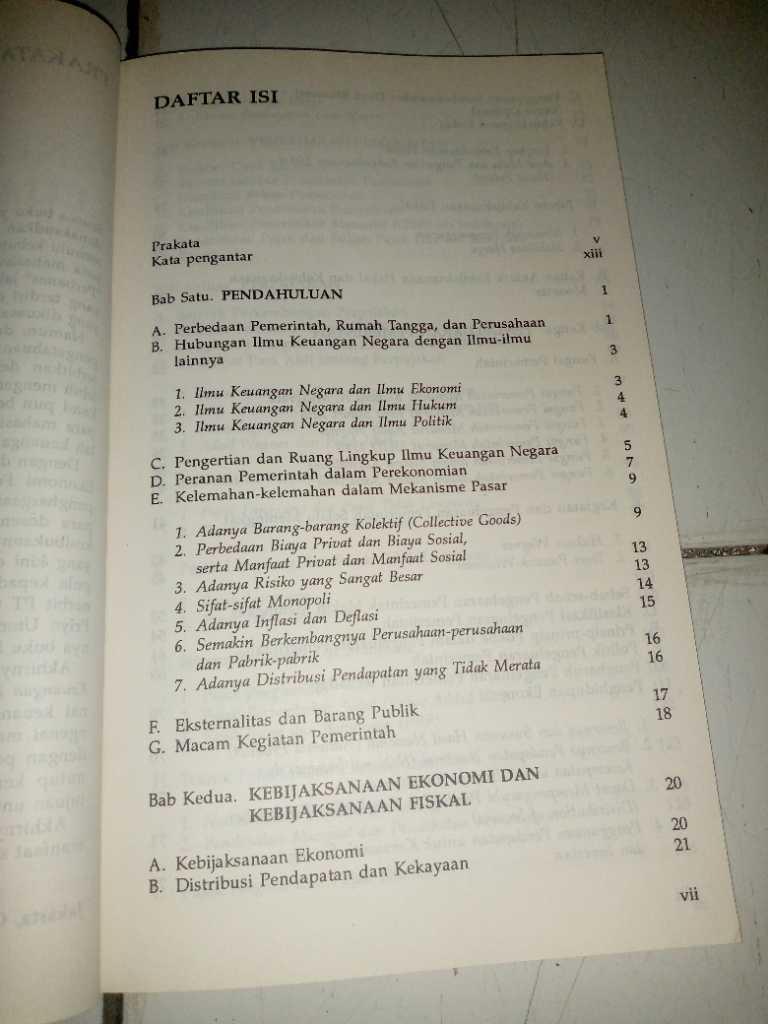 DAFTAR ISI
Prakata v
Kata pengantar xiii
Bab Satu. PENDAHULUAN 1
A. Perbedaan Pemerintah, Rumah Tangga, dan Perusahaan 1
B. Hubungan Ilmu Keuangan Negara dengan Ilmu-ilmu
lainnya 3
1. Ilmu Keuangan Negara dan Ilmu Ekonomi 3
2. Ilmu Keuangan Negara dan Ilmu Hukum 4
3. Ilmu Keuangan Negara dan Ilmu Politik 4
C. Pengertian dan Ruang Lingkup Ilmu Keuangan Negara 5
D. Peranan Pemerintah dalam Perekonomian 7
E. Kelemahan-kelemahan dalam Mekanisme Pasar 9
1. Adanya Barang-barang Kolektif (Collective Goods) 9
2. Perbedaan Biaya Privat dan Biaya Sosial,
serta Manfaat Privat dan Manfaat Sosial 13
3. Adanya Risiko yang Sangat Besar 13
4. Sifat-sifat Monopoli 14
5. Adanya Inflasi dan Deflasi 15
6. Semakin Berkembangnya Perusahaan-perusahaan
dan Pabrik-pabrik 16
7. Adanya Distribusi Pendapatan yang Tidak Merata 16
F. Eksternalitas dan Barang Publik 17
G. Macam Kegiatan Pemerintah 18
Bab Kedua. KEBIJAKSANAAN EKONOMI DAN
KEBIJAKSANAAN FISKAL 20
A. Kebijaksanaan Ekonomi 20
B. Distribusi Pendapatan dan Kekayaan 21
vii